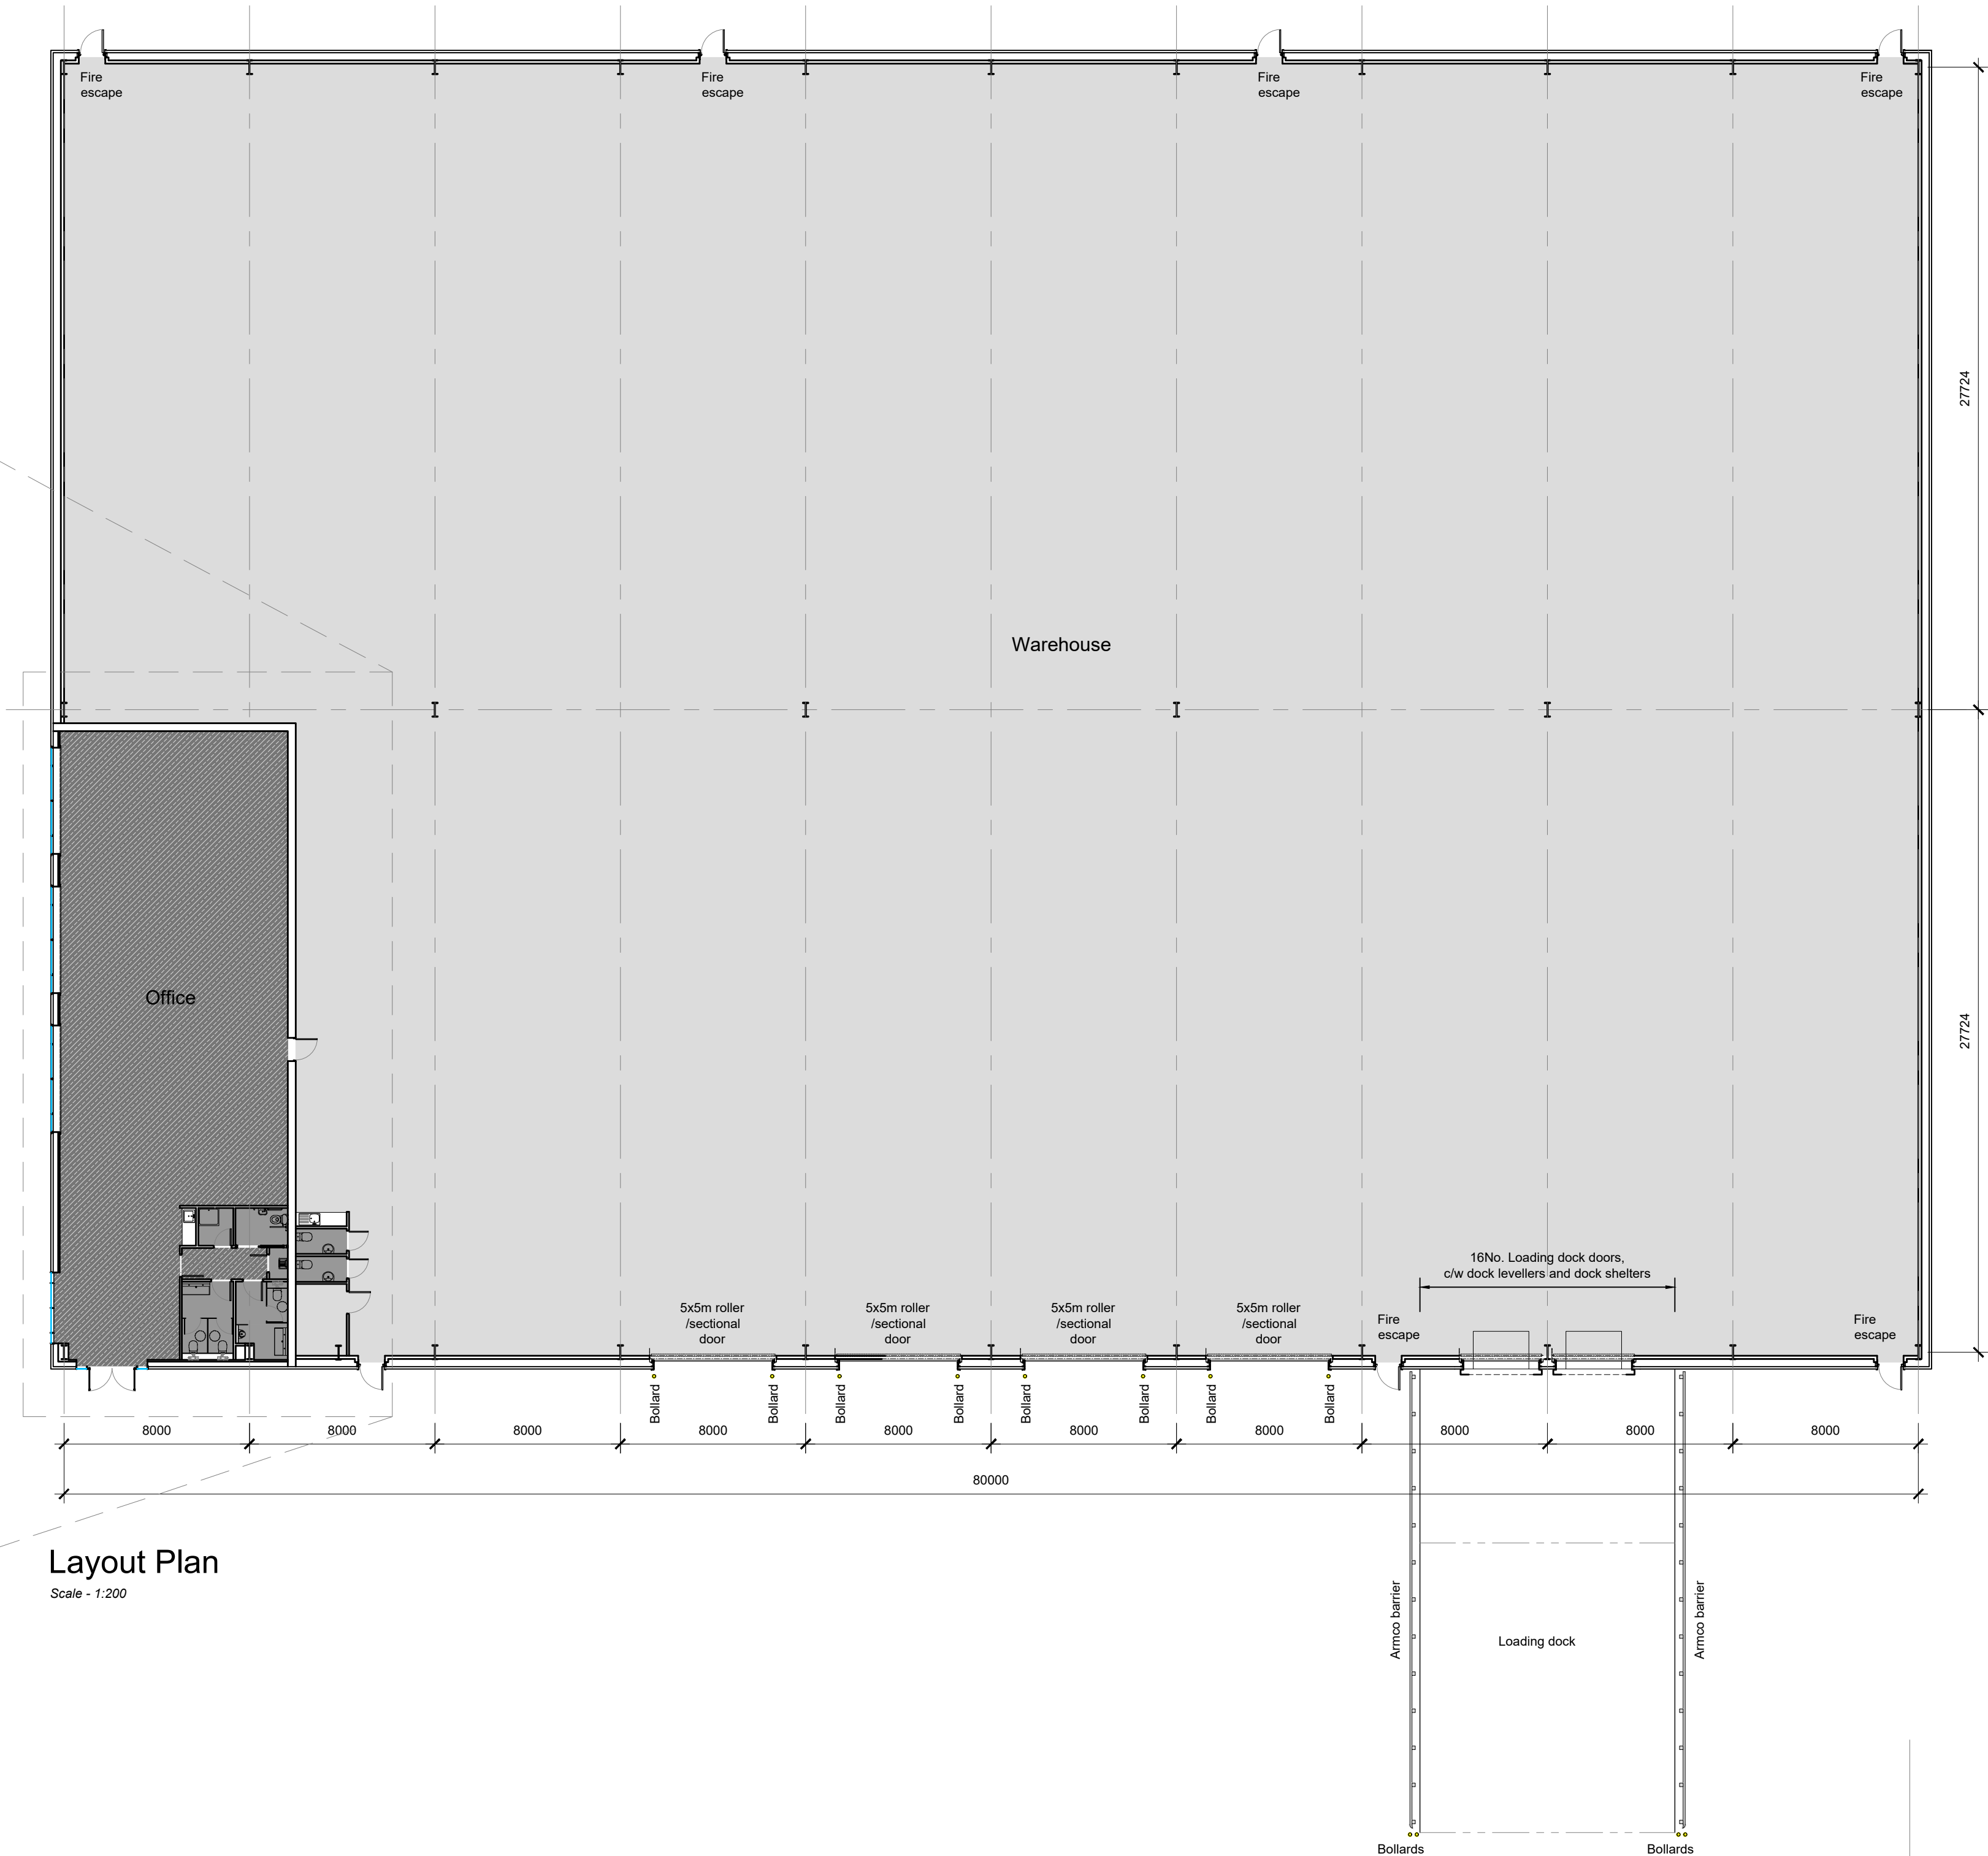 Fire
escape
Fire
escape
Fire
escape
Fire
escape
27724
Warehouse
Office
27724
16No. Loading dock doors,
c/w dock levellers and dock shelters
5x5m roller
/sectional
door
5x5m roller
/sectional
door
5x5m roller
/sectional
door
5x5m roller
/sectional
door
Fire
escape
Fire
escape
Bollard
Bollard
Bollard
Bollard
Bollard
Bollard
Bollard
Bollard
8000
8000
8000
8000
8000
8000
8000
8000
8000
8000
80000
Layout Plan
Scale - 1:200
Armco barrier
Armco barrier
Loading dock
Bollards
Bollards